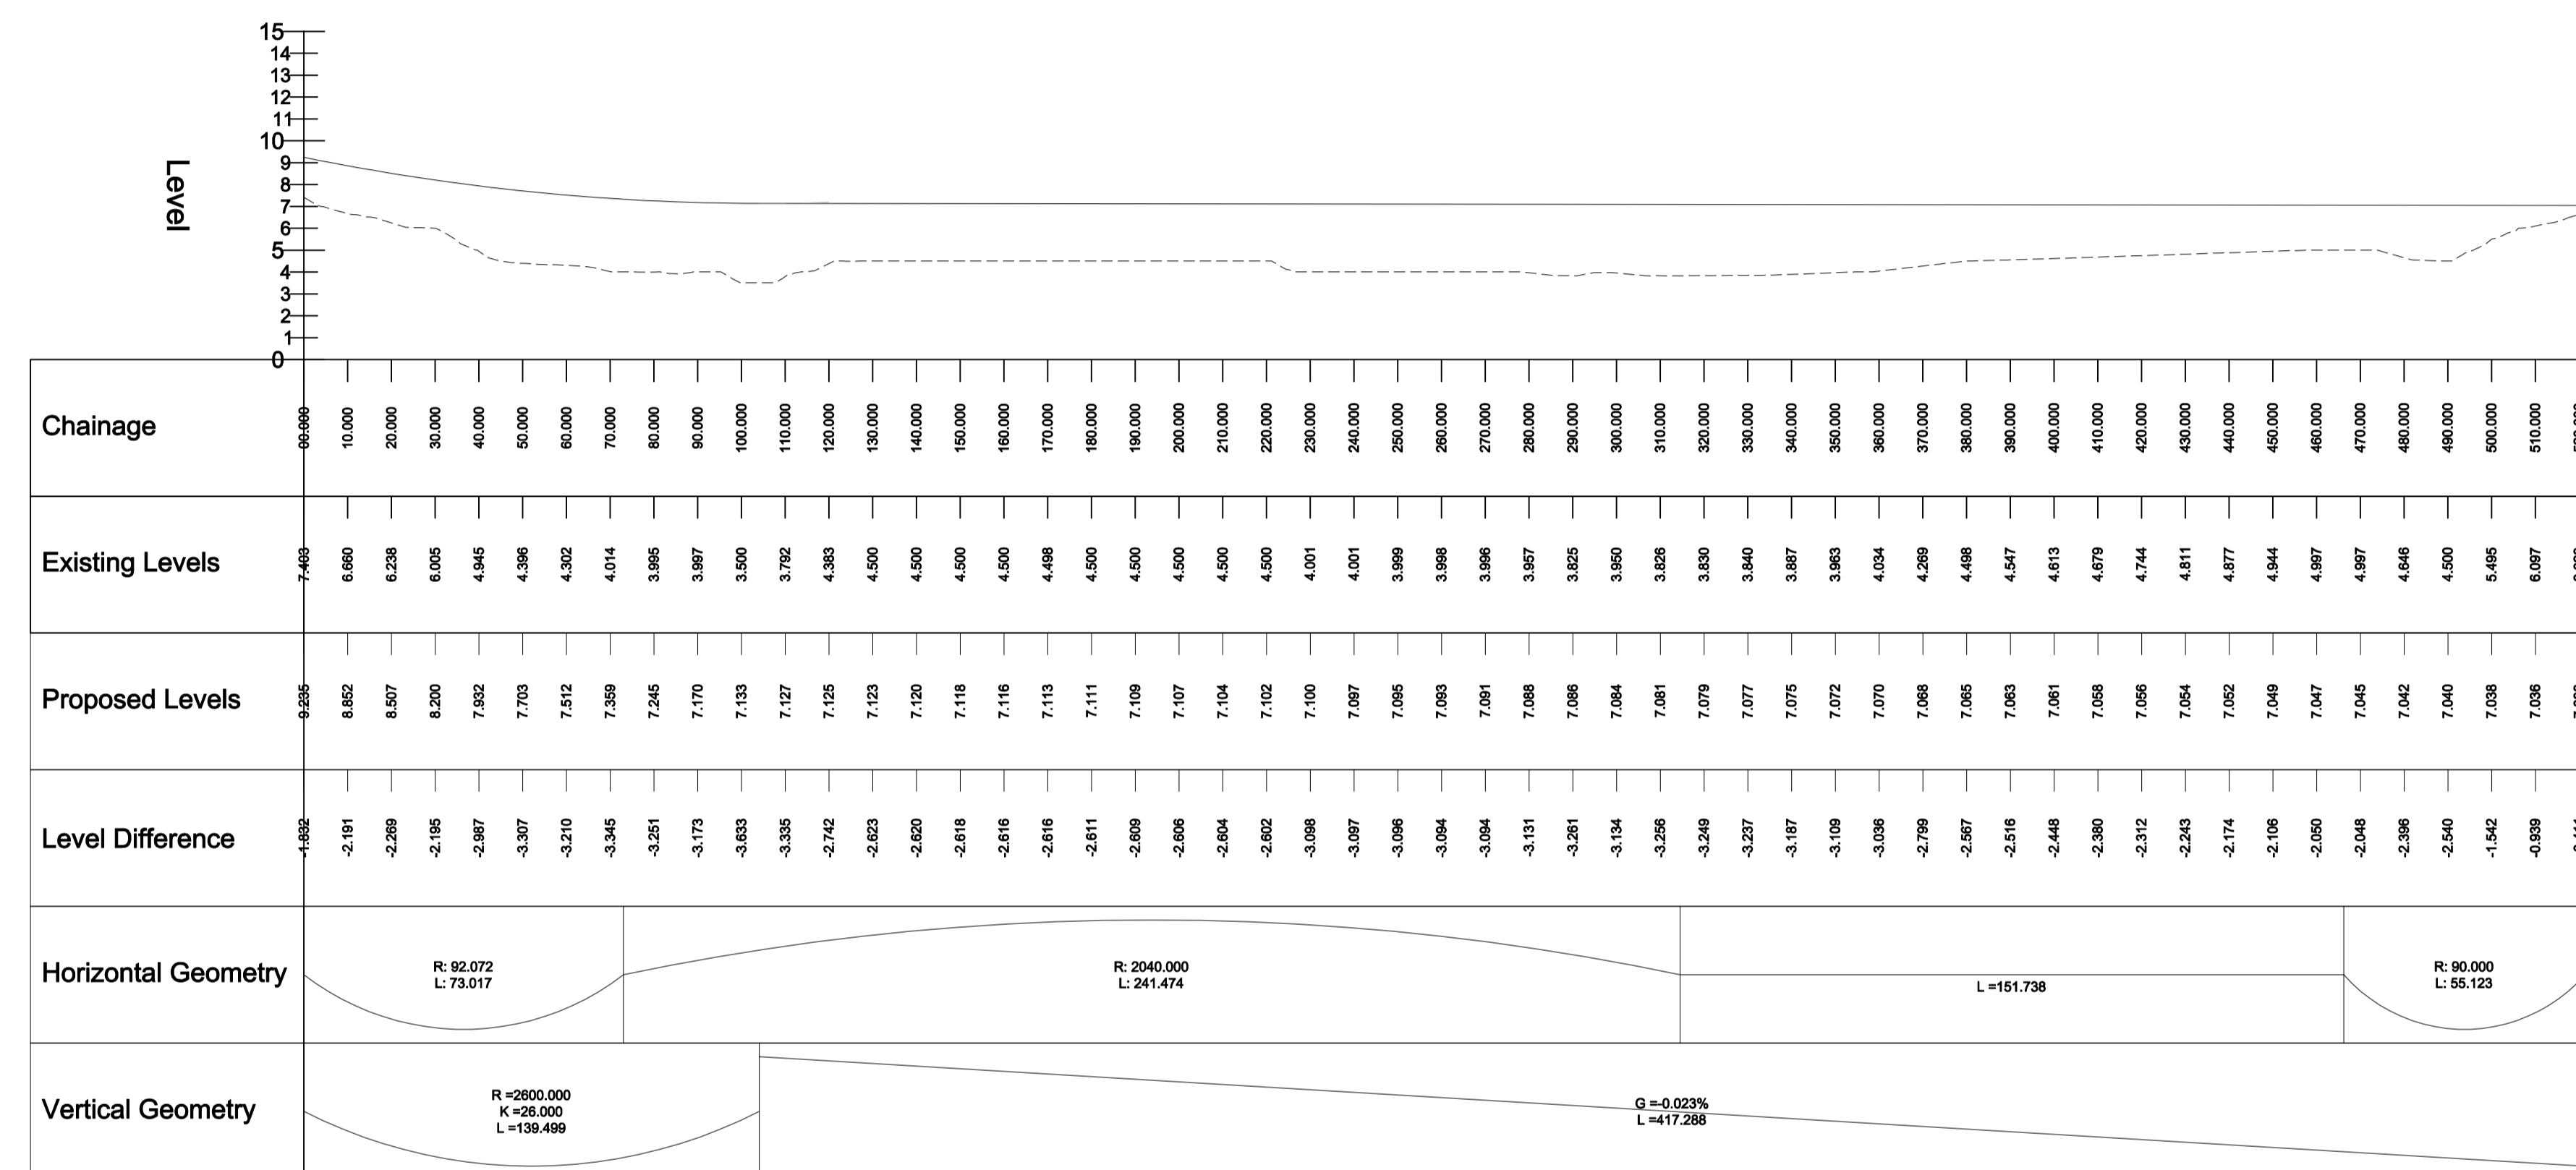 15
14
13
12
11
10
9
8
7
6
5
4
3
2
1
0
Level
Chainage
00.000 10.000 20.000 30.000 40.000 50.000 60.000 70.000 80.000 90.000 100.000 110.000 120.000 130.000 140.000 150.000 160.000 170.000 180.000 190.000 200.000 210.000 220.000 230.000 240.000 250.000 260.000 270.000 280.000 290.000 300.000 310.000 320.000 330.000 340.000 350.000 360.000 370.000 380.000 390.000 400.000 410.000 420.000 430.000 440.000 450.000 460.000 470.000 480.000 490.000 500.000 510.000
Existing Levels
7.403 6.660 6.238 6.005 4.945 4.396 4.302 4.014 3.995 3.997 3.500 3.792 4.383 4.500 4.500 4.500 4.500 4.498 4.500 4.500 4.500 4.500 4.500 4.001 4.001 3.999 3.998 3.996 3.957 3.825 3.950 3.826 3.830 3.840 3.887 3.963 4.034 4.269 4.498 4.547 4.613 4.679 4.744 4.811 4.877 4.944 4.997 4.997 4.646 4.500 5.495 6.097
Proposed Levels
9.235 8.852 8.507 8.200 7.932 7.703 7.512 7.359 7.245 7.170 7.133 7.127 7.125 7.123 7.120 7.118 7.116 7.113 7.111 7.109 7.107 7.104 7.102 7.100 7.097 7.095 7.093 7.091 7.088 7.086 7.084 7.081 7.079 7.077 7.075 7.072 7.070 7.068 7.065 7.063 7.061 7.058 7.056 7.054 7.052 7.049 7.047 7.045 7.042 7.040 7.038 7.036
Level Difference
-1.832 -2.191 -2.269 -2.195 -2.987 -3.307 -3.210 -3.345 -3.251 -3.173 -3.633 -3.335 -2.742 -2.623 -2.620 -2.618 -2.616 -2.616 -2.611 -2.609 -2.606 -2.604 -2.602 -3.098 -3.097 -3.096 -3.094 -3.094 -3.131 -3.261 -3.134 -3.256 -3.249 -3.237 -3.187 -3.109 -3.036 -2.799 -2.567 -2.516 -2.448 -2.380 -2.312 -2.243 -2.174 -2.106 -2.050 -2.048 -2.396 -2.540 -1.542 -0.939
Horizontal Geometry
R: 92.072
L: 73.017
R: 2040.000
L: 241.474
L =151.738
R: 90.000
L: 55.123
Vertical Geometry
R =2600.000
K =26.000
L =139.499
G =-0.023%
L =417.288